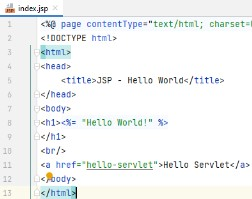 index.jsp
1 <%@ page contentType="text/html; charset=
2 <!DOCTYPE html>
3 <html>
4 <head>
5 <title>JSP - Hello World</title>
6 </head>
7 <body>
8 <h1><%= "Hello World!" %>
9 </h1>
10 <br/>
11 <a href="hello-servlet">Hello Servlet</a>
12 </body>
13 </html>